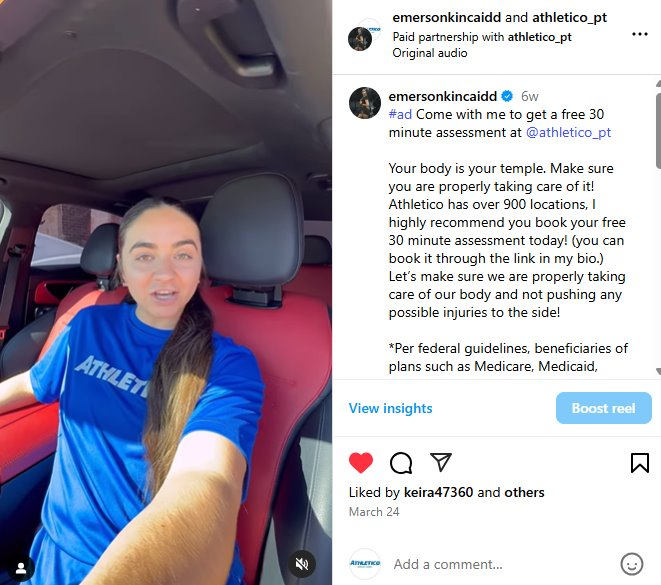 emersonkincaidd and athletico_pt
Paid partnership with athletico_pt
Original audio
emersonkincaidd 6w
#ad Come with me to get a free 30
minute assessment at @athletico_pt
Your body is your temple. Make sure
you are properly taking care of it!
Athletico has over 900 locations, I
highly recommend you book your free
30 minute assessment today! (you can
book it through the link in my bio.)
Let's make sure we are properly taking
care of our body and not pushing any
possible injuries to the side!
*Per federal guidelines, beneficiaries of
plans such as Medicare, Medicaid,
View insights
Boost reel
Liked by keira47360 and others
March 24
ATHLETICO
Add a comment...
ATHLETI